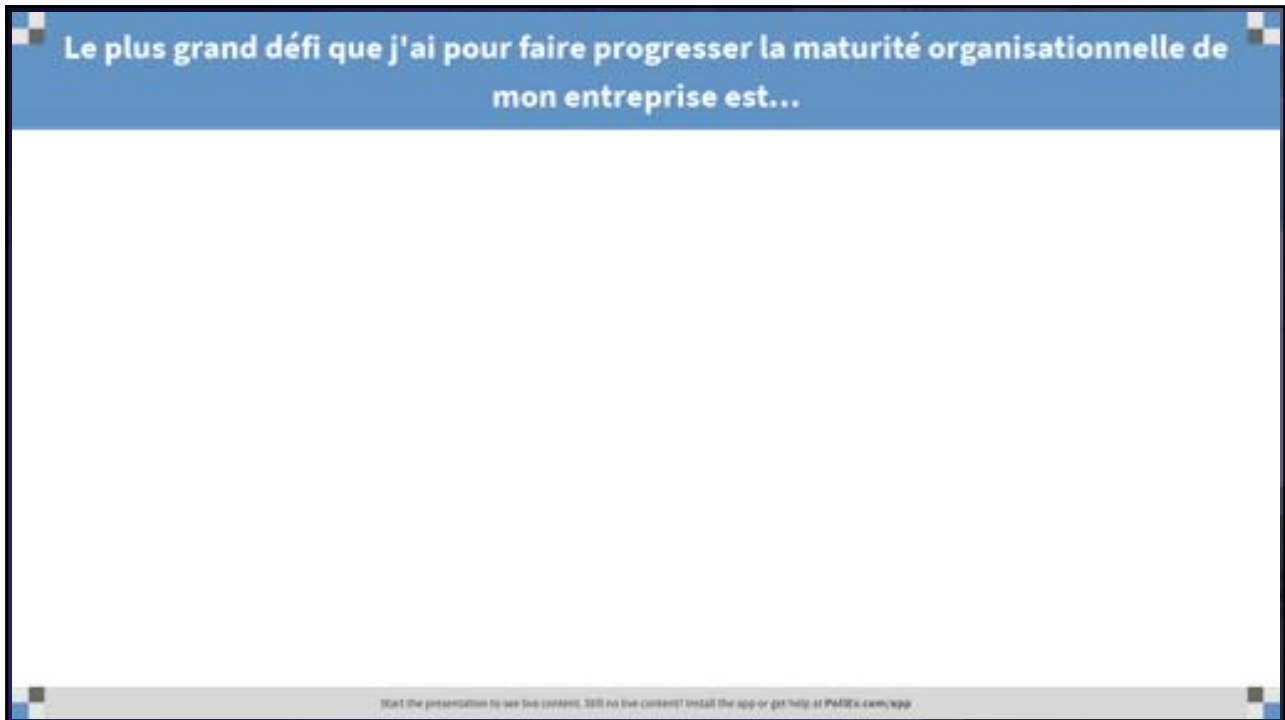 Le plus grand défi que j'ai pour faire progresser la maturité organisationnelle de
mon entreprise est...
Start the presentation to see live content. Still no live content? Install the app or get help at PollEv.com/app